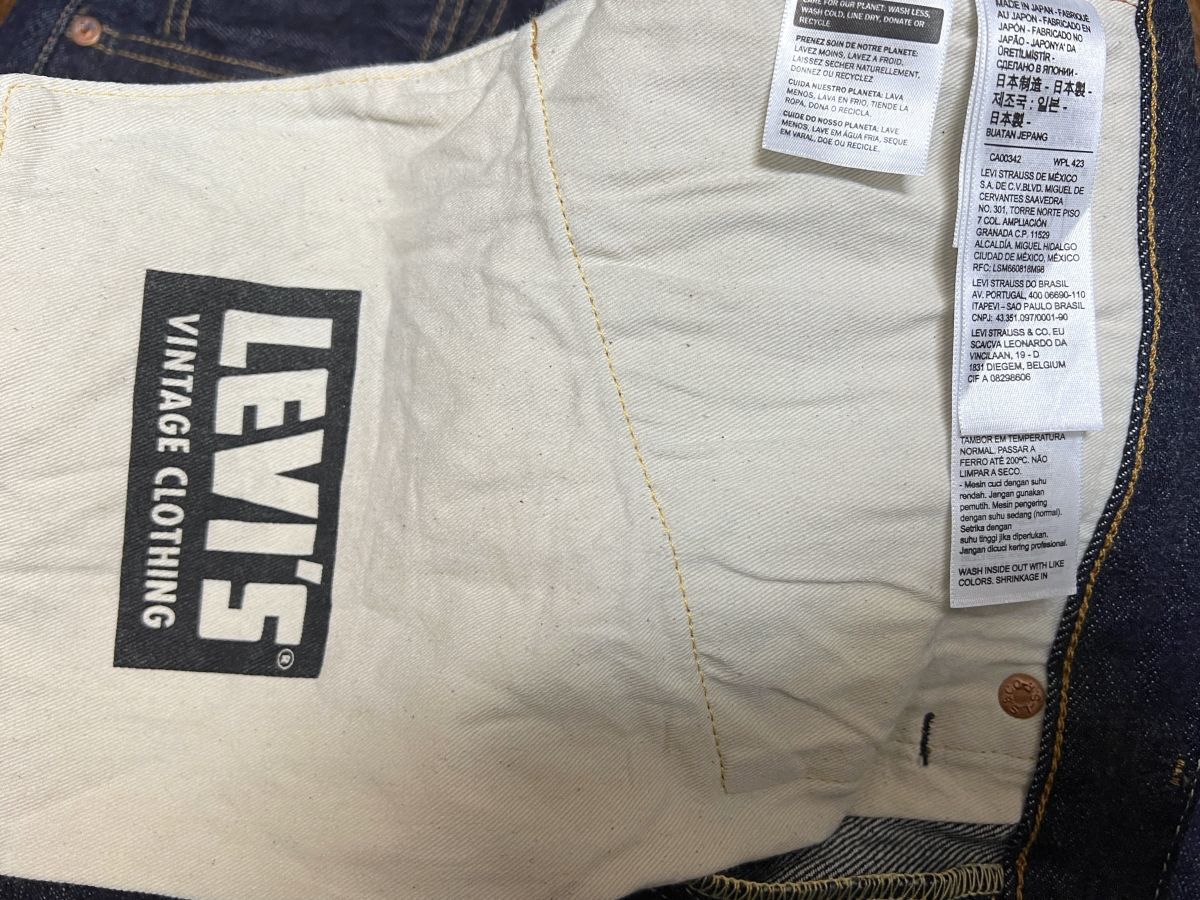 LEVI'S®
VINTAGE CLOTHING
CARE FOR OUR PLANET: WASH LESS,
WASH COLD, LINE DRY, DONATE OR
RECYCLE
PRENEZ SOIN DE NOTRE PLANETE:
LAVEZ MOINS, LAVEZ A FROID,
LAISSEZ SECHER NATURELLEMENT,
DONNEZ OU RECYCLEZ
CUIDA NUESTRO PLANETA: LAVA
MENOS, LAVA EN FRIO, TIENDE LA
ROPA, DONA O RECICLA.
CUIDE DO NOSSO PLANETA: LAVE
MENOS, LAVE EM ÁGUA FRIA, SEQUE
EM VARAL, DOE OU RECICLE.
MADE IN JAPAN - FABRIQUÉ
AU JAPON - FABRICADO EN
JAPÓN - FABRICADO NO
JAPÃO - JAPONYA' DA
ÜRETİLMİŞTİR -
СДЕЛАНО В ЯПОНИИ -
日本制造 - 日本製 -
제조국 : 일본 -
日本製 -
BUATAN JEPANG
CA00342 WPL 423
LEVI STRAUSS DE MÉXICO
S.A. DE C.V.BLVD. MIGUEL DE
CERVANTES SAAVEDRA
NO. 301, TORRE NORTE PISO
7 COL. AMPLIACIÓN
GRANADA C.P. 11529
ALCALDÍA. MIGUEL HIDALGO
CIUDAD DE MÉXICO, MÉXICO
RFC: LSM660818M98
LEVI STRAUSS DO BRASIL
AV. PORTUGAL, 400 06690-110
ITAPEVI – SAO PAULO BRASIL
CNPJ: 43.351.097/0001-90
LEVI STRAUSS & CO. EU
SCA/CVA LEONARDO DA
VINCILAAN, 19 - D
1831 DIEGEM, BELGIUM
CIF A 08298606
TAMBOR EM TEMPERATURA
NORMAL. PASSAR A
FERRO ATÉ 200ºC. NÃO
LIMPAR A SECO.
- Mesin cuci dengan suhu
rendah. Jangan gunakan
pemutih. Mesin pengering
dengan suhu sedang (normal).
Setrika dengan
suhu tinggi jika diperlukan.
Jangan dicuci kering profesional.
WASH INSIDE OUT WITH LIKE
COLORS. SHRINKAGE IN